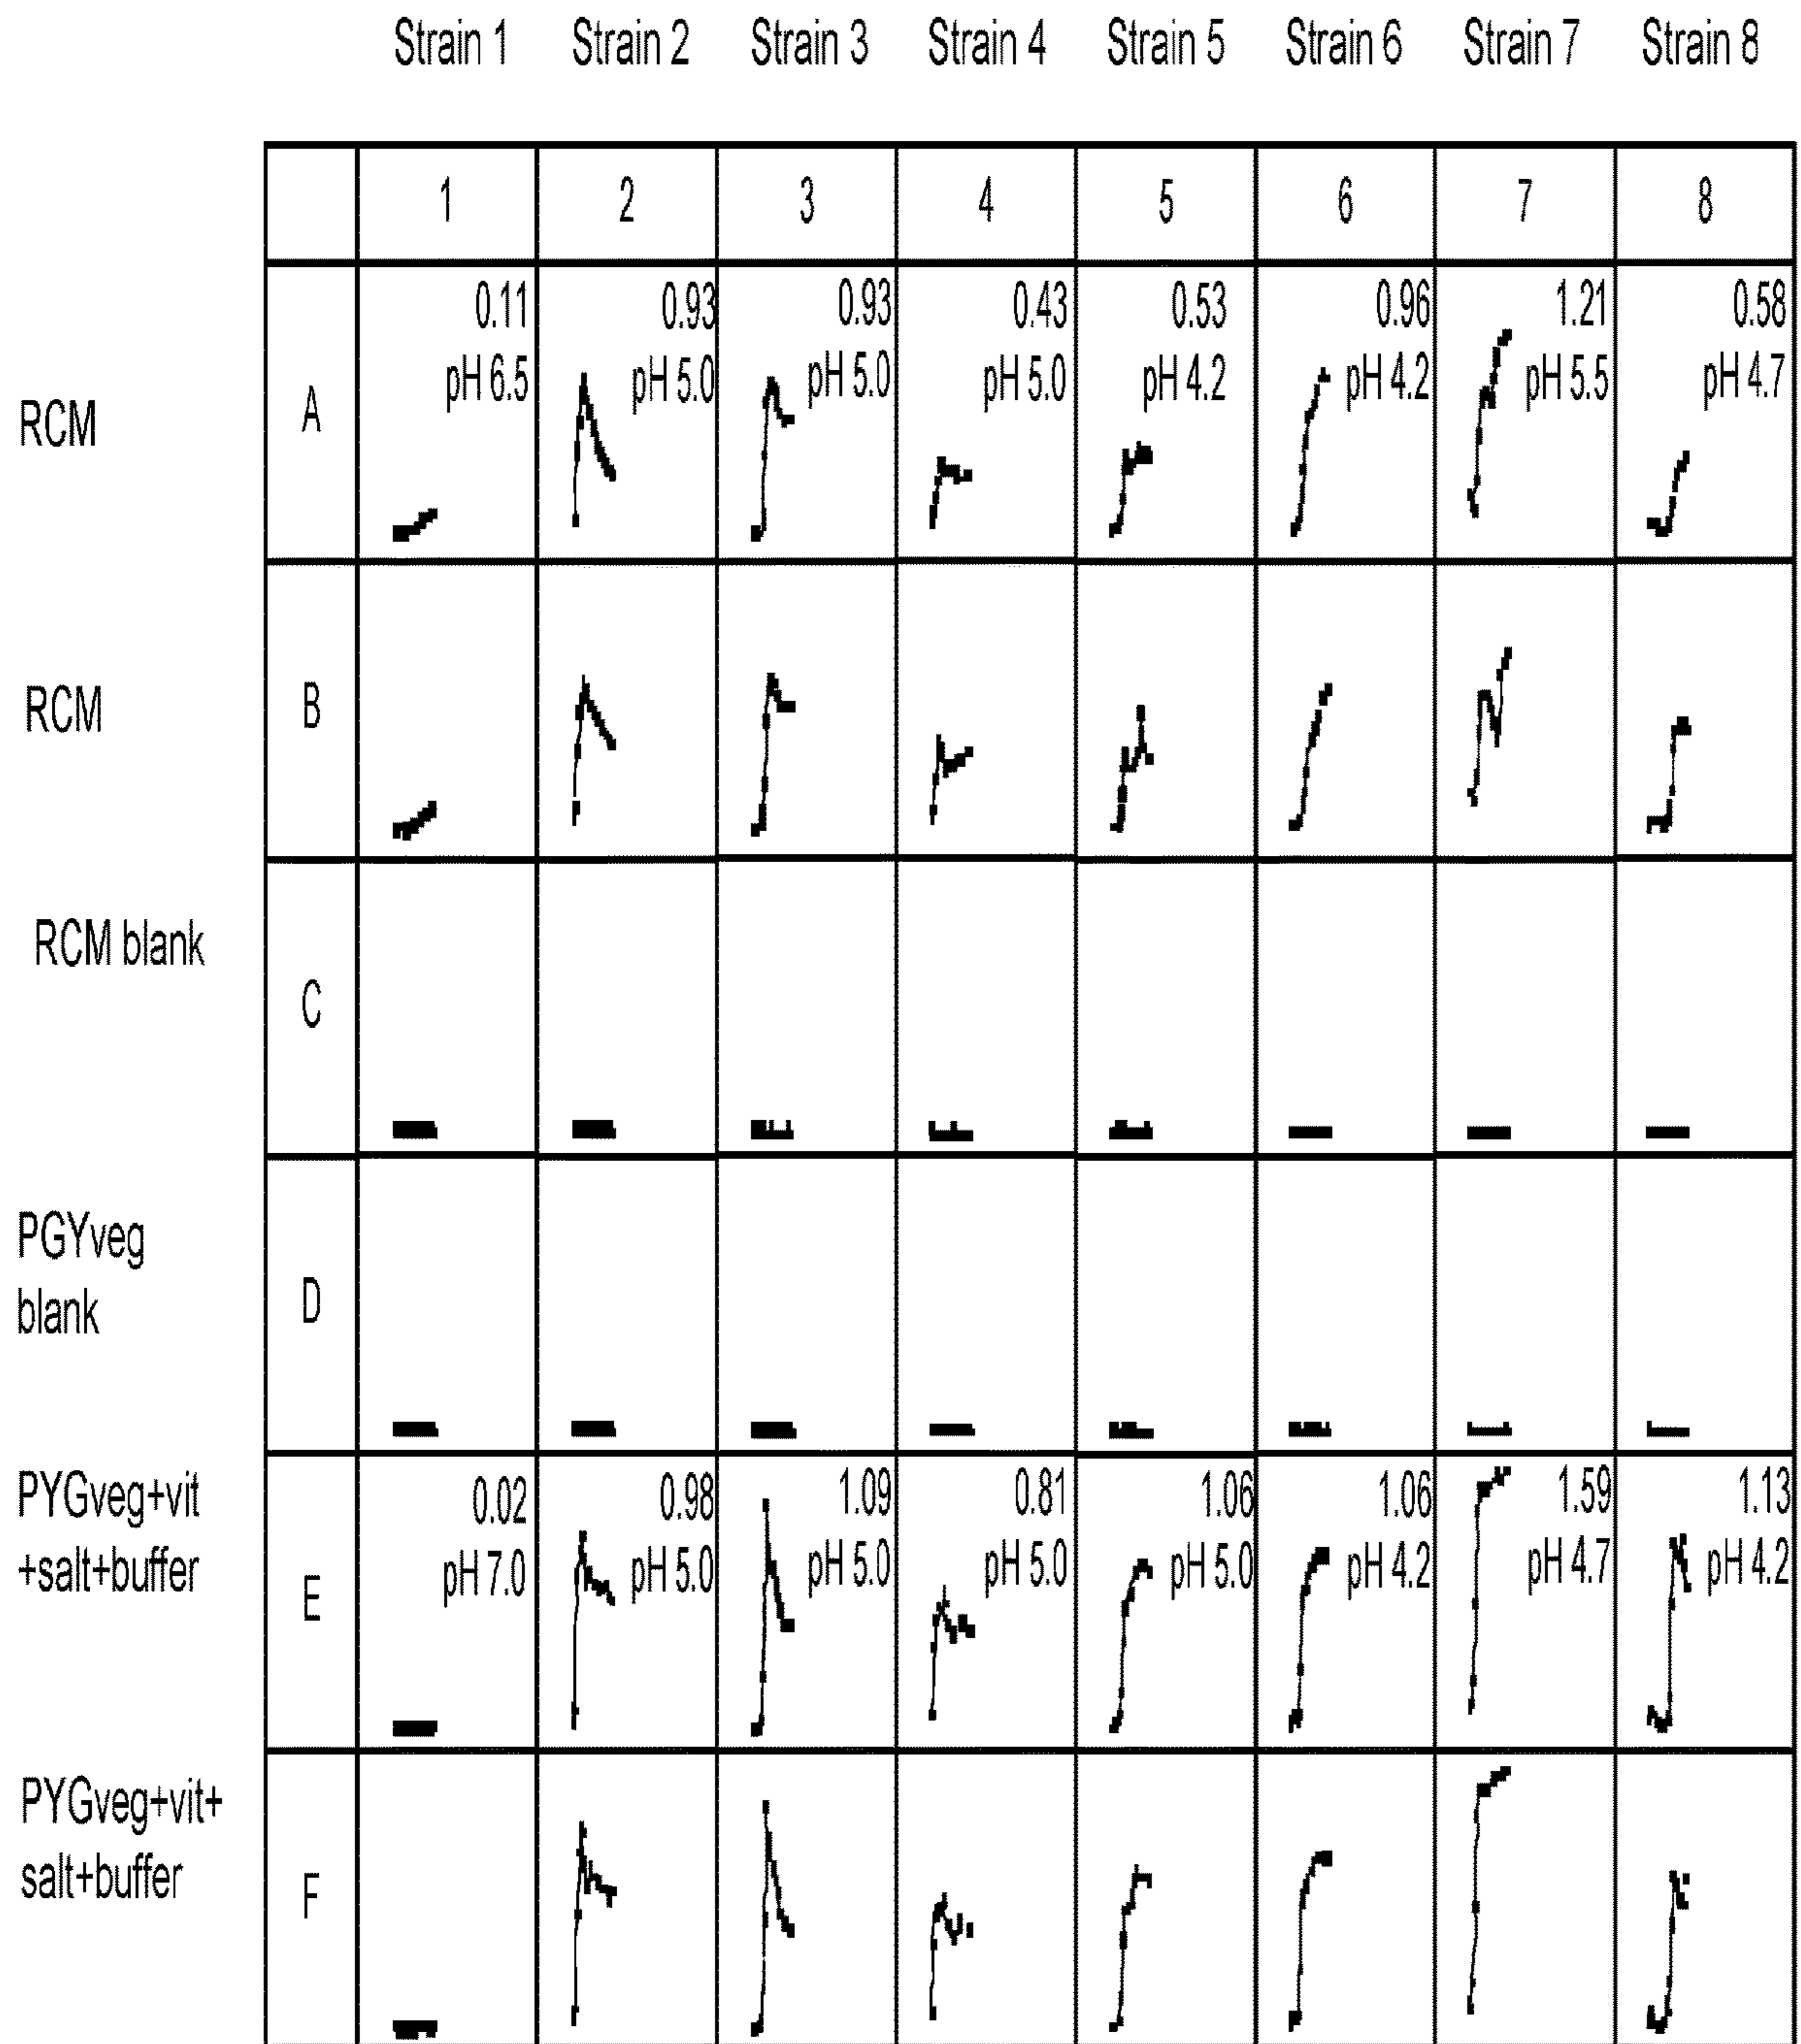 Strain 1 Strain 2 Strain 3 Strain 4 Strain 5 Strain 6 Strain 7 Strain 8
1 2 3 4 5 6 7 8
RCM A
0.11 0.93 0.93 0.43 0.53 0.96 1.21 0.58
pH 6.5 pH 5.0 pH 5.0 pH 5.0 pH 4.2 pH 4.2 pH 5.5 pH 4.7
RCM B
RCM blank
C
PGYveg
blank
D
PYGveg+vit
+salt+buffer
E
0.02 0.98 1.09 0.81 1.06 1.06 1.59 1.13
pH 7.0 pH 5.0 pH 5.0 pH 5.0 pH 5.0 pH 4.2 pH 4.7 pH 4.2
PYGveg+vit+
salt+buffer
F